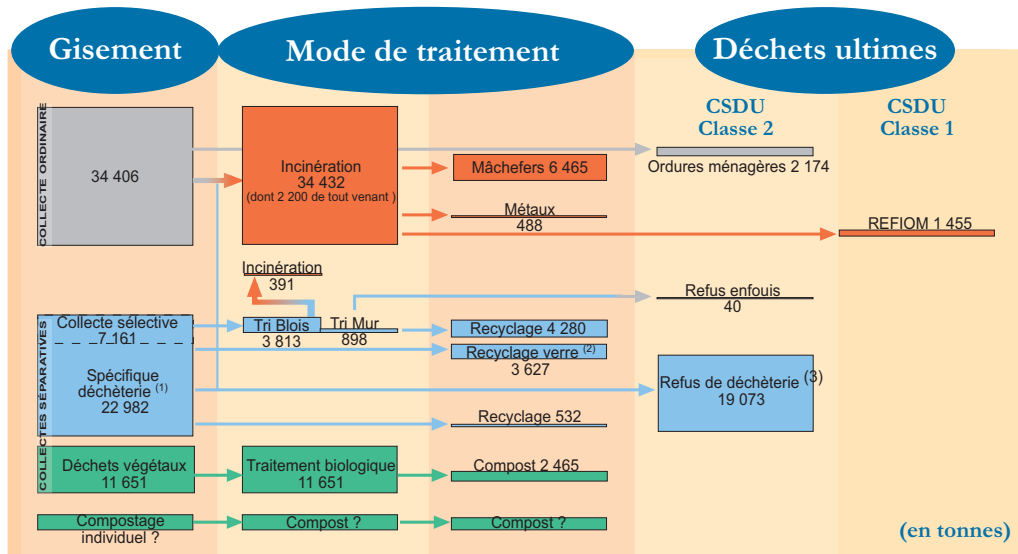 Gisement
Mode de traitement
Déchets ultimes
CSDU
Classe 2
CSDU
Classe 1
COLLECTE ORDINAIRE
34 406
Incinération
34 432
(dont 2 200 de tout venant )
Mâchefers 6 465
Métaux
488
Ordures ménagères 2 174
REFIOM 1 455
Incinération
391
Refus enfouis
40
COLLECTES SÉPARATIVES
Collecte sélective
7 161
Tri Blois
3 813
Tri Mur
898
Recyclage 4 280
Recyclage verre (2)
3 627
Spécifique
déchèterie (1)
22 982
Refus de déchèterie (3)
19 073
Recyclage 532
Déchets végétaux
11 651
Traitement biologique
11 651
Compost 2 465
Compostage
individuel ?
Compost ?
Compost ?
(en tonnes)